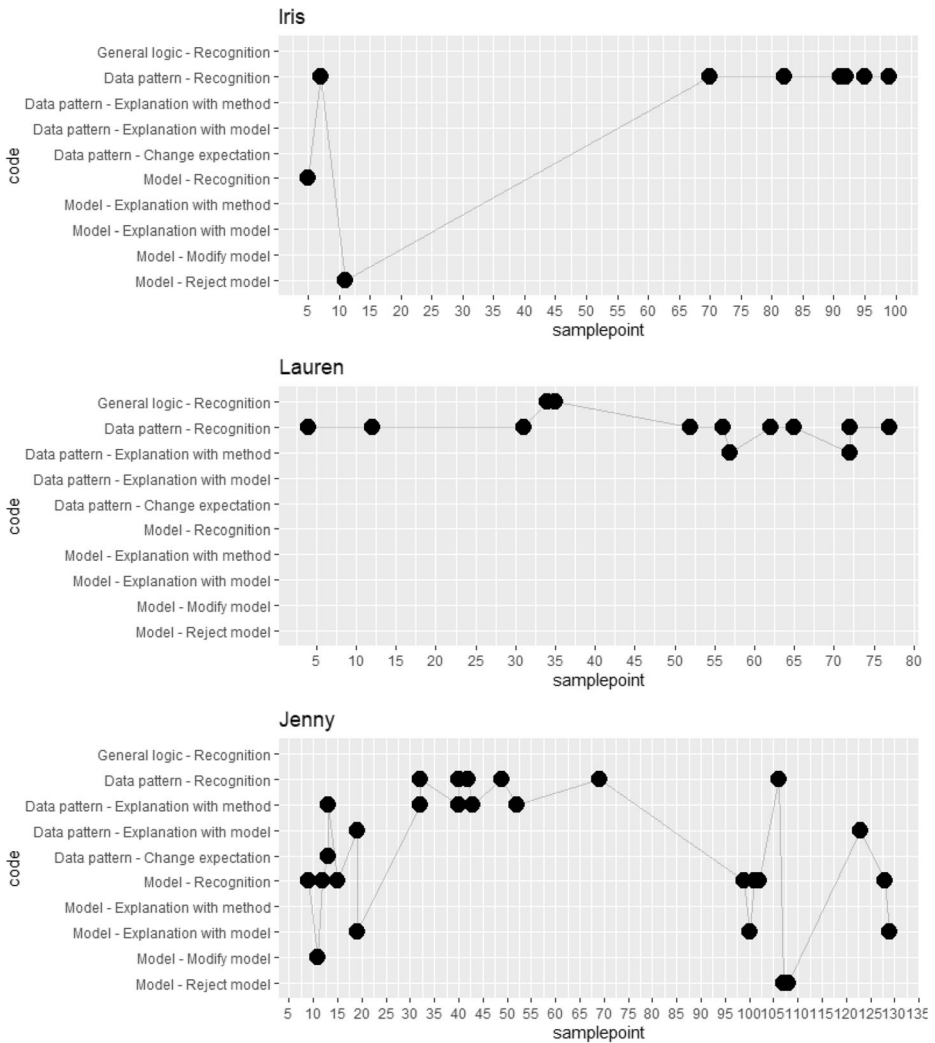 Iris
General logic - Recognition
Data pattern - Recognition
Data pattern - Explanation with method
Data pattern - Explanation with model
Data pattern - Change expectation
Model - Recognition
Model - Explanation with method
Model - Explanation with model
Model - Modify model
Model - Reject model
code
5 10 15 20 25 30 35 40 45 50 55 60 65 70 75 80 85 90 95 100
samplepoint
Lauren
General logic - Recognition
Data pattern - Recognition
Data pattern - Explanation with method
Data pattern - Explanation with model
Data pattern - Change expectation
Model - Recognition
Model - Explanation with method
Model - Explanation with model
Model - Modify model
Model - Reject model
code
5 10 15 20 25 30 35 40 45 50 55 60 65 70 75 80
samplepoint
Jenny
General logic - Recognition
Data pattern - Recognition
Data pattern - Explanation with method
Data pattern - Explanation with model
Data pattern - Change expectation
Model - Recognition
Model - Explanation with method
Model - Explanation with model
Model - Modify model
Model - Reject model
code
5 10 15 20 25 30 35 40 45 50 55 60 65 70 75 80 85 90 95 100 105 110 115 120 125 130 135
samplepoint